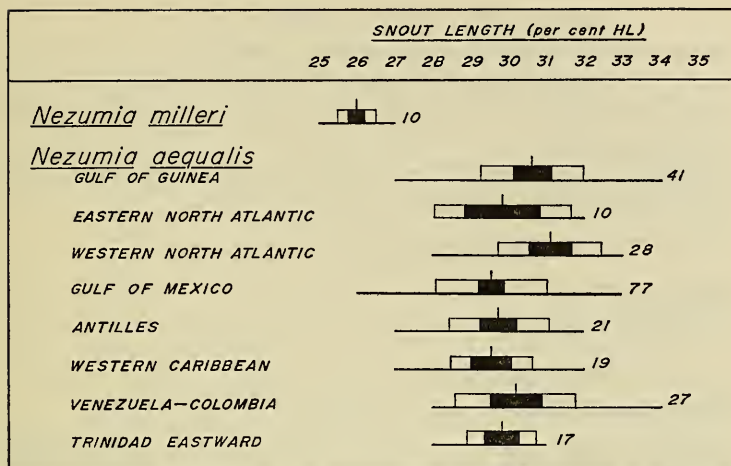 SNOUT LENGTH (per cent HL)
25 26 27 28 29 30 31 32 33 34 35
Nezumia milleri 10
Nezumia aequalis
GULF OF GUINEA 41
EASTERN NORTH ATLANTIC 10
WESTERN NORTH ATLANTIC 28
GULF OF MEXICO 77
ANTILLES 21
WESTERN CARIBBEAN 19
VENEZUELA—COLOMBIA 27
TRINIDAD EASTWARD 17